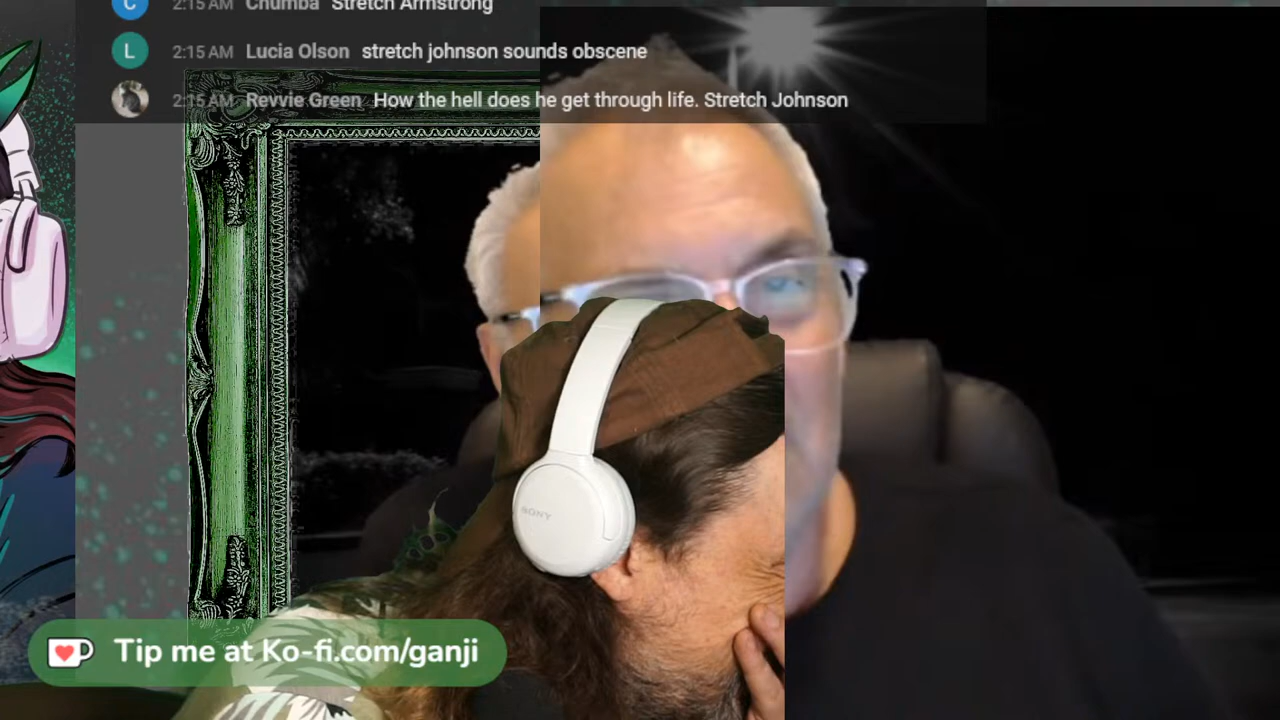 C 2:15 AM Chumba Stretch Armstrong
L 2:15 AM Lucia Olson stretch johnson sounds obscene
2:15 AM Revvie Green How the hell does he get through life. Stretch Johnson
SONY
Tip me at Ko-fi.com/ganji